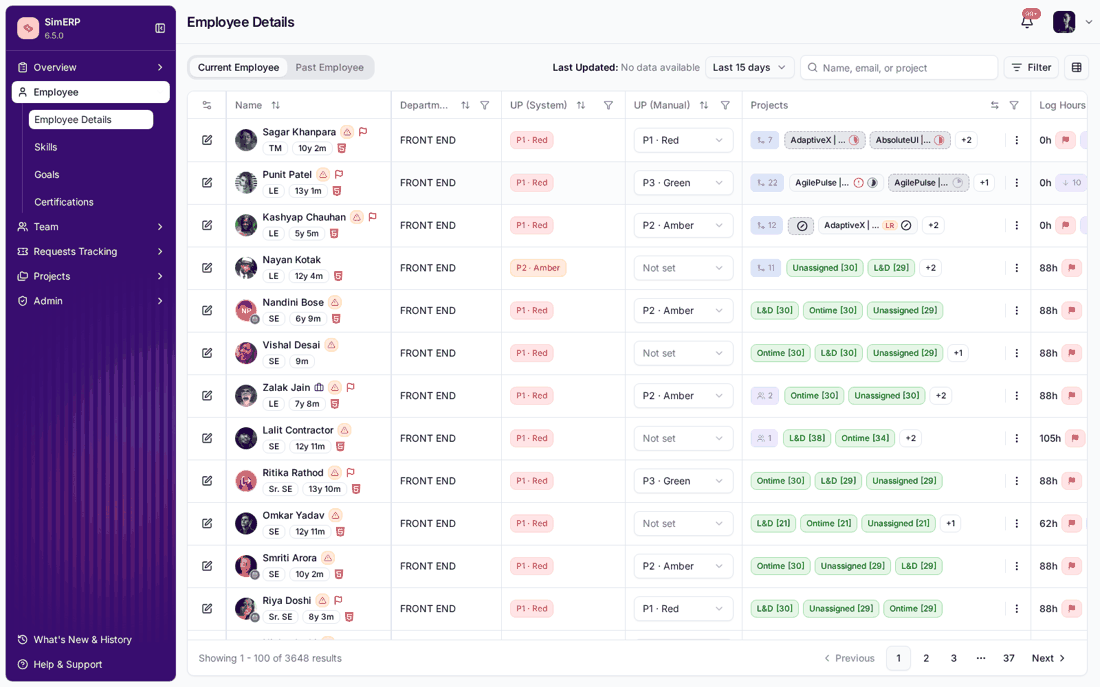 SimERP
6.5.0
Overview
Employee
Employee Details
Skills
Goals
Certifications
Team
Requests Tracking
Projects
Admin
What's New & History
Help & Support
Employee Details
99+
Current Employee Past Employee
Last Updated: No data available Last 15 days Name, email, or project Filter
Name Departm... UP (System) UP (Manual) Projects Log Hours
Sagar Khanpara
TM 10y 2m
FRONT END P1 · Red P1 · Red 7 AdaptiveX | ... AbsoluteUI |... +2 0h
Punit Patel
LE 13y 1m
FRONT END P1 · Red P3 · Green 22 AgilePulse |... AgilePulse |... +1 0h 10
Kashyap Chauhan
LE 5y 5m
FRONT END P1 · Red P2 · Amber 12 AdaptiveX | ... LR +2 0h
Nayan Kotak
LE 12y 4m
FRONT END P2 · Amber Not set 11 Unassigned [30] L&D [29] +2 88h
Nandini Bose
NP
SE 6y 9m
FRONT END P1 · Red P2 · Amber L&D [30] Ontime [30] Unassigned [29] 88h
Vishal Desai
SE 9m
FRONT END P1 · Red Not set Ontime [30] L&D [30] Unassigned [29] +1 88h
Zalak Jain
LE 7y 8m
FRONT END P1 · Red P2 · Amber 2 Ontime [30] Unassigned [30] +2 88h
Lalit Contractor
SE 12y 11m
FRONT END P1 · Red Not set 1 L&D [38] Ontime [34] +2 105h
Ritika Rathod
Sr. SE 13y 10m
FRONT END P1 · Red P3 · Green Ontime [30] L&D [29] Unassigned [29] 88h
Omkar Yadav
SE 12y 11m
FRONT END P1 · Red Not set L&D [21] Ontime [21] Unassigned [21] +1 62h
Smriti Arora
SE 10y 2m
FRONT END P1 · Red P2 · Amber Ontime [30] Unassigned [29] L&D [29] 88h
Riya Doshi
Sr. SE 8y 3m
FRONT END P1 · Red P1 · Red L&D [30] Unassigned [29] Ontime [29] 88h
Showing 1 - 100 of 3648 results
Previous 1 2 3 ... 37 Next